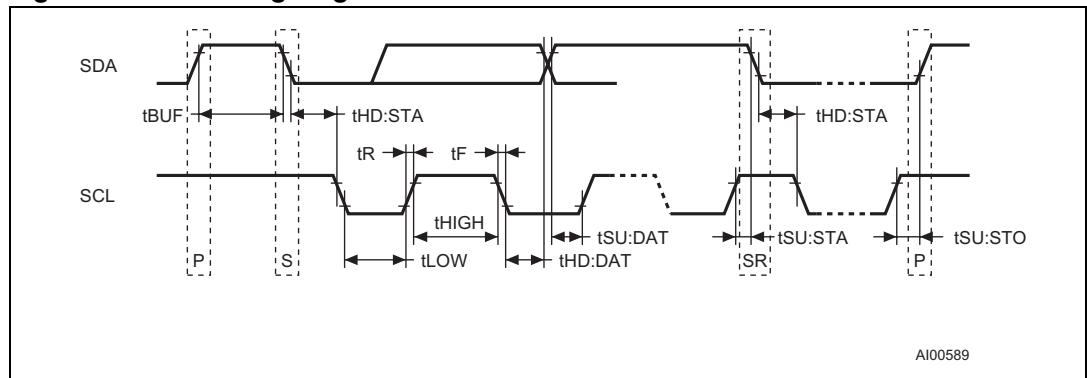 SDA
tBUF
tHD:STA
tHD:STA
tR
tF
SCL
tHIGH
tSU:DAT
tSU:STA
tSU:STO
P
S
tLOW
tHD:DAT
SR
P
AI00589